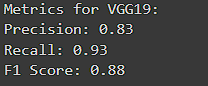 Metrics for VGG19:
Precision: 0.83
Recall: 0.93
F1 Score: 0.88